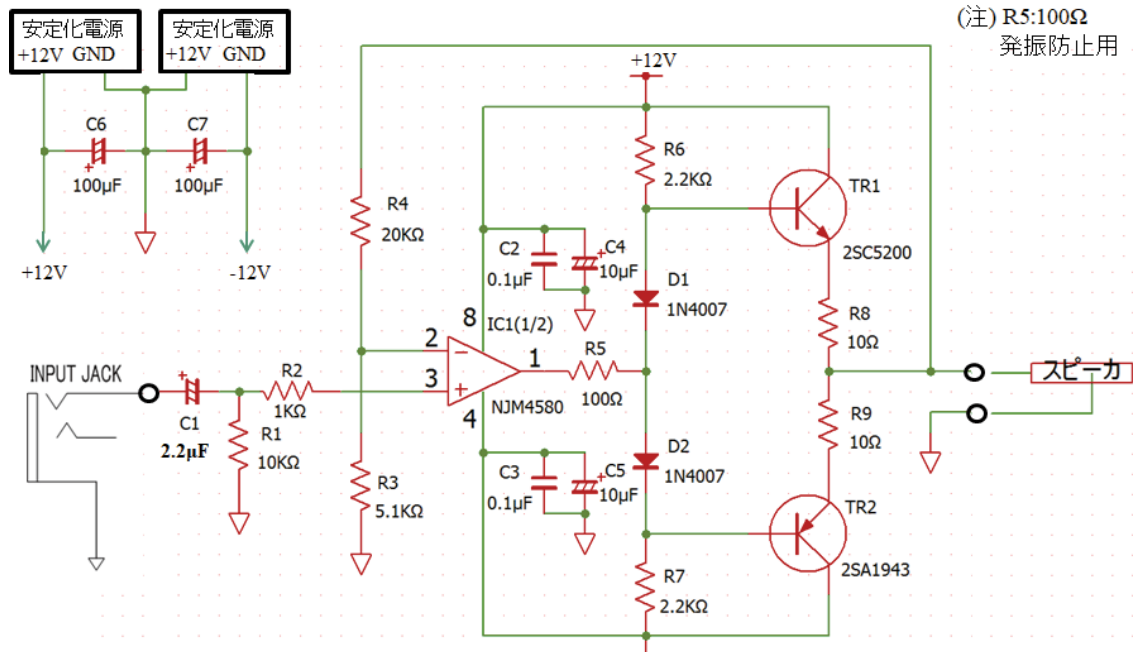 安定化電源
+12V GND
安定化電源
+12V GND
(注) R5:100Ω
発振防止用
C6
100µF
C7
100µF
+12V
-12V
+12V
R4
20KΩ
R6
2.2KΩ
TR1
2SC5200
C2
0.1µF
C4
10µF
D1
1N4007
8
IC1(1/2)
2
3
1
4
NJM4580
R5
100Ω
R8
10Ω
INPUT JACK
C1
2.2µF
R2
1KΩ
R1
10KΩ
スピーカ
R9
10Ω
R3
5.1KΩ
C3
0.1µF
C5
10µF
D2
1N4007
TR2
2SA1943
R7
2.2KΩ